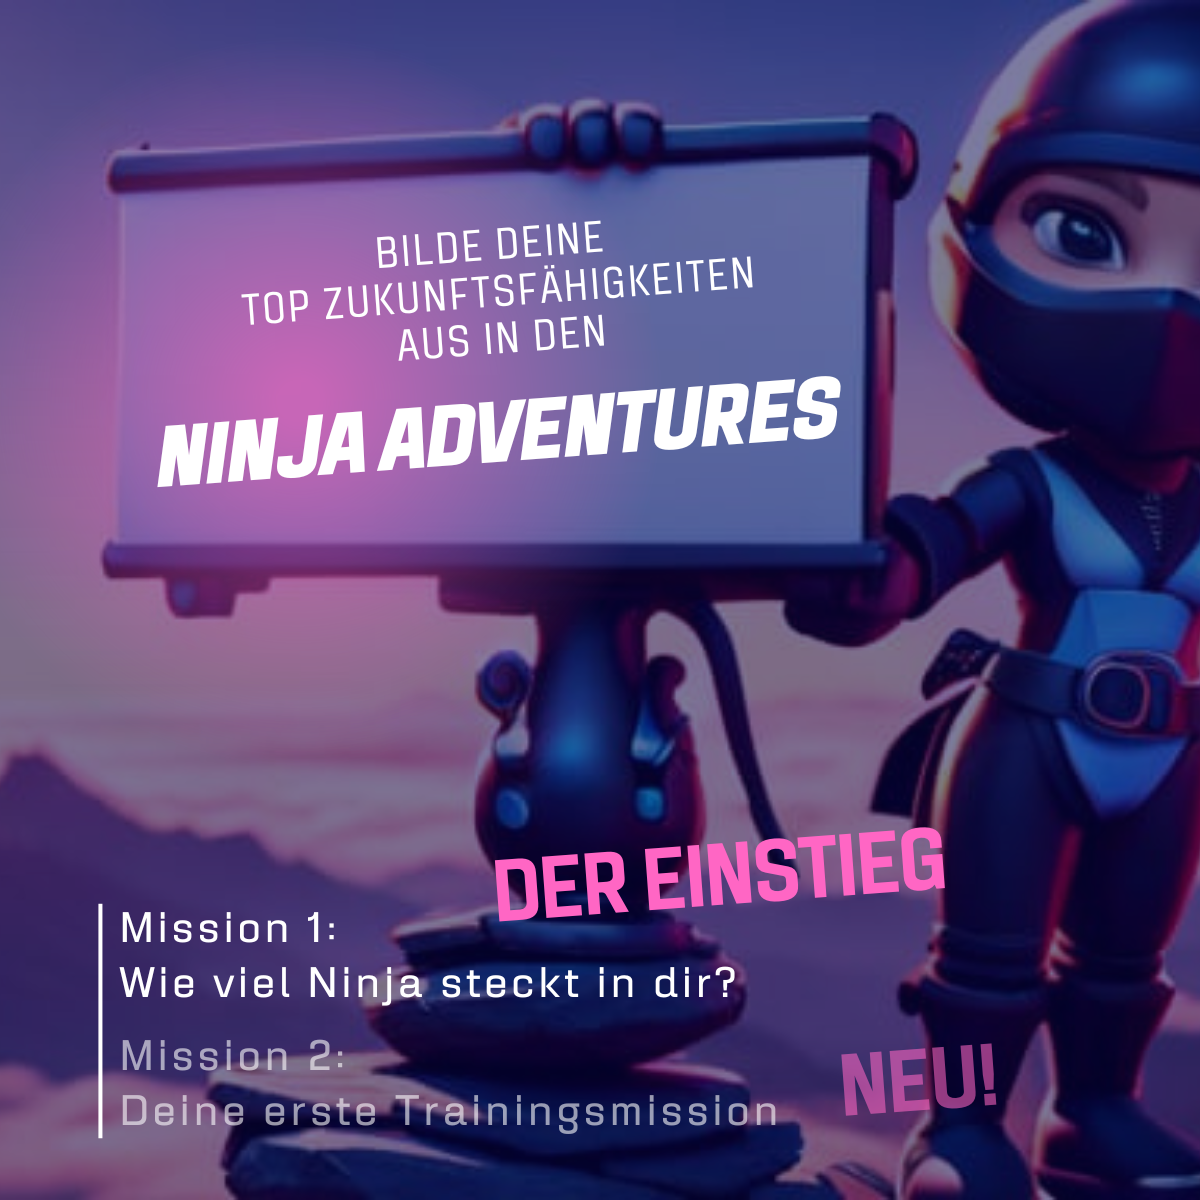 BILDE DEINE
TOP ZUKUNFTSFÄHIGKEITEN
AUS IN DEN
NINJA ADVENTURES
DER EINSTIEG
Mission 1:
Wie viel Ninja steckt in dir?
Mission 2:
Deine erste Trainingsmission
NEU!